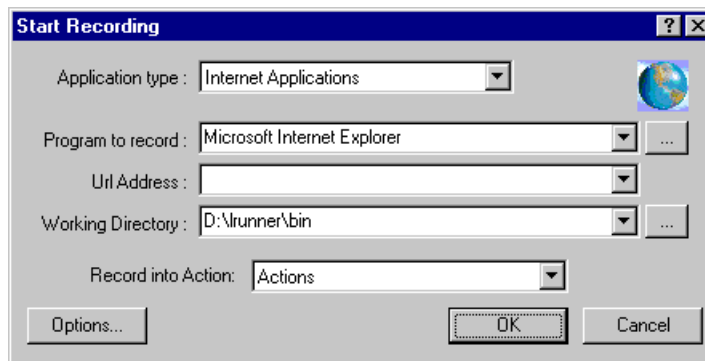 Start Recording
Application type : Internet Applications
Program to record : Microsoft Internet Explorer ...
Url Address :
Working Directory : D:\lrunner\bin ...
Record into Action: Actions
Options... OK Cancel